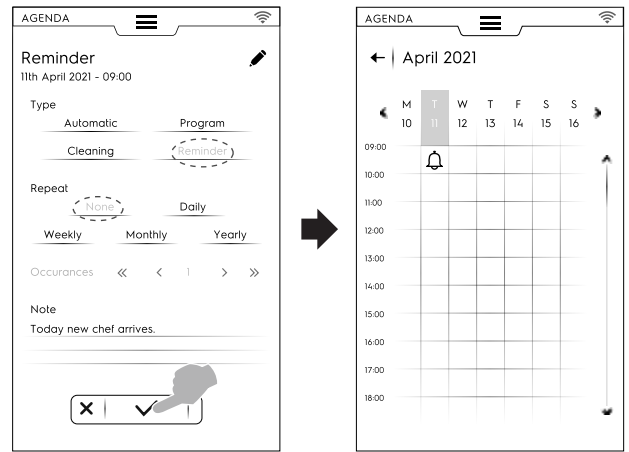 AGENDA
Reminder
11th April 2021 - 09:00
Type
Automatic Program
Cleaning Reminder
Repeat
None Daily
Weekly Monthly Yearly
Occurances 1
Note
Today new chef arrives.
AGENDA
April 2021
M T W T F S S
10 11 12 13 14 15 16
09:00
10:00
11:00
12:00
13:00
14:00
15:00
16:00
17:00
18:00